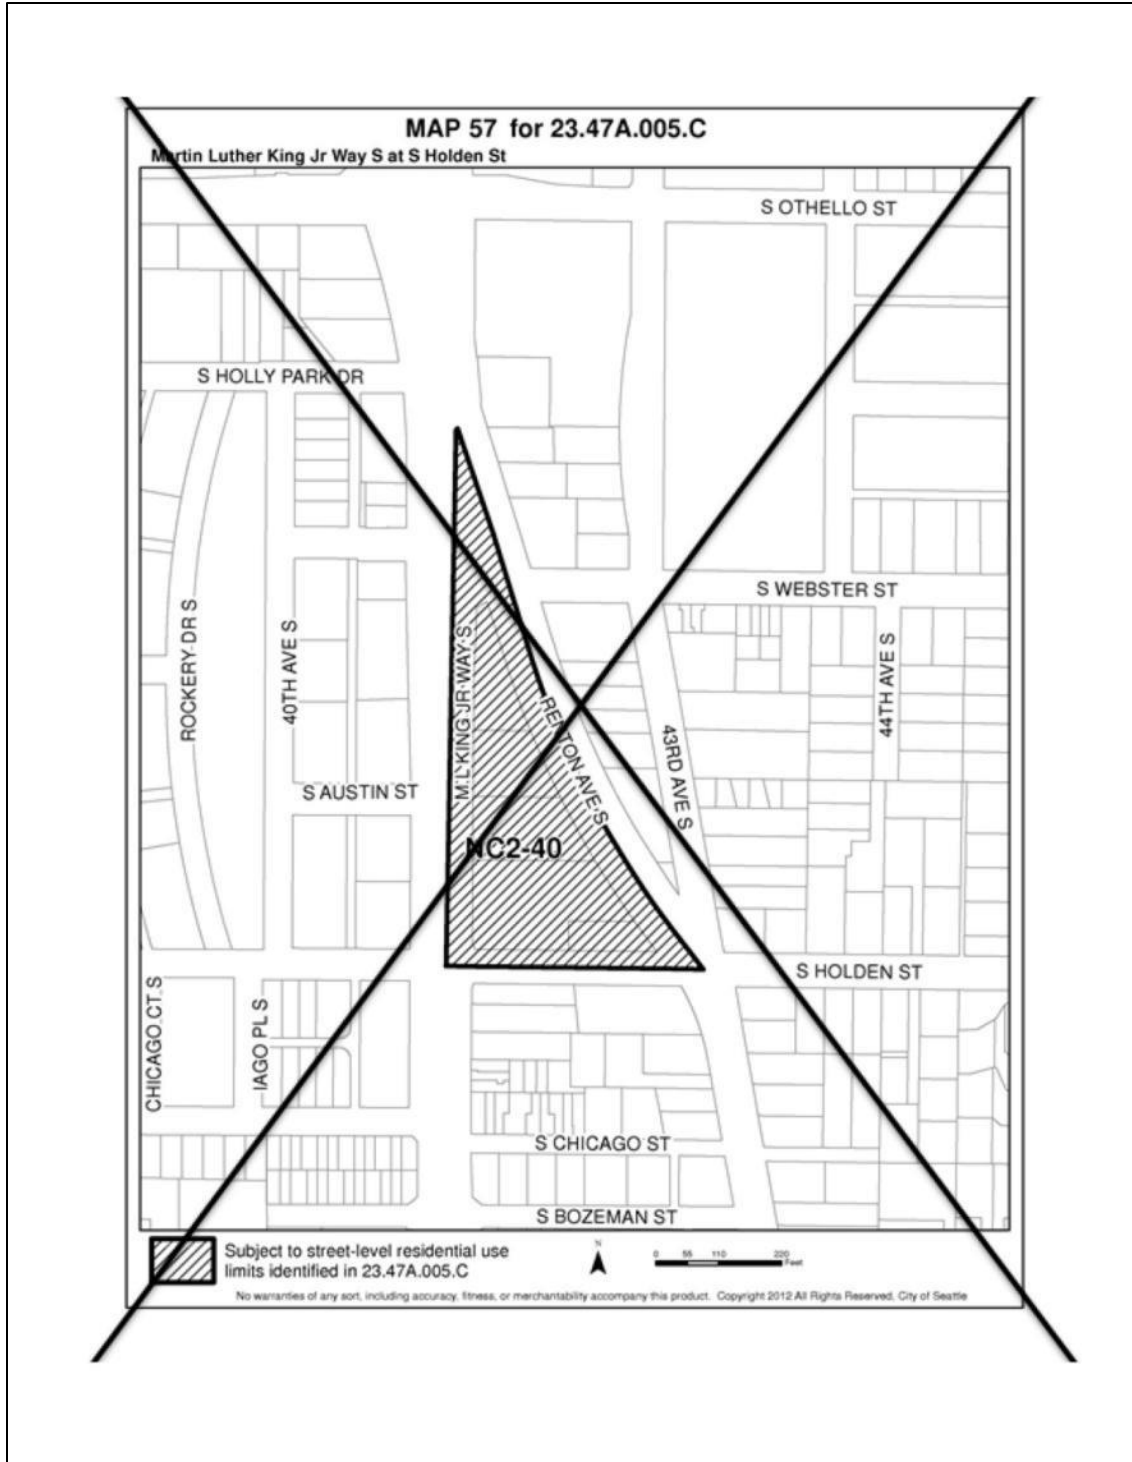 MAP 57 for 23.47A.005.C
Martin Luther King Jr Way S at S Holden St
S OTHELLO ST
S HOLLY PARK DR
S WEBSTER ST
ROCKERY DR S
40TH AVE S
M L KING JR WAY S
RENTON AVE S
43RD AVE S
44TH AVE S
S AUSTIN ST
NC2-40
S HOLDEN ST
CHICAGO CT S
IAGO PL S
S CHICAGO ST
S BOZEMAN ST
Subject to street-level residential use
limits identified in 23.47A.005.C
N
0 55 110 220
Feet
No warranties of any sort, including accuracy, fitness, or merchantability accompany this product. Copyright 2012 All Rights Reserved, City of Seattle